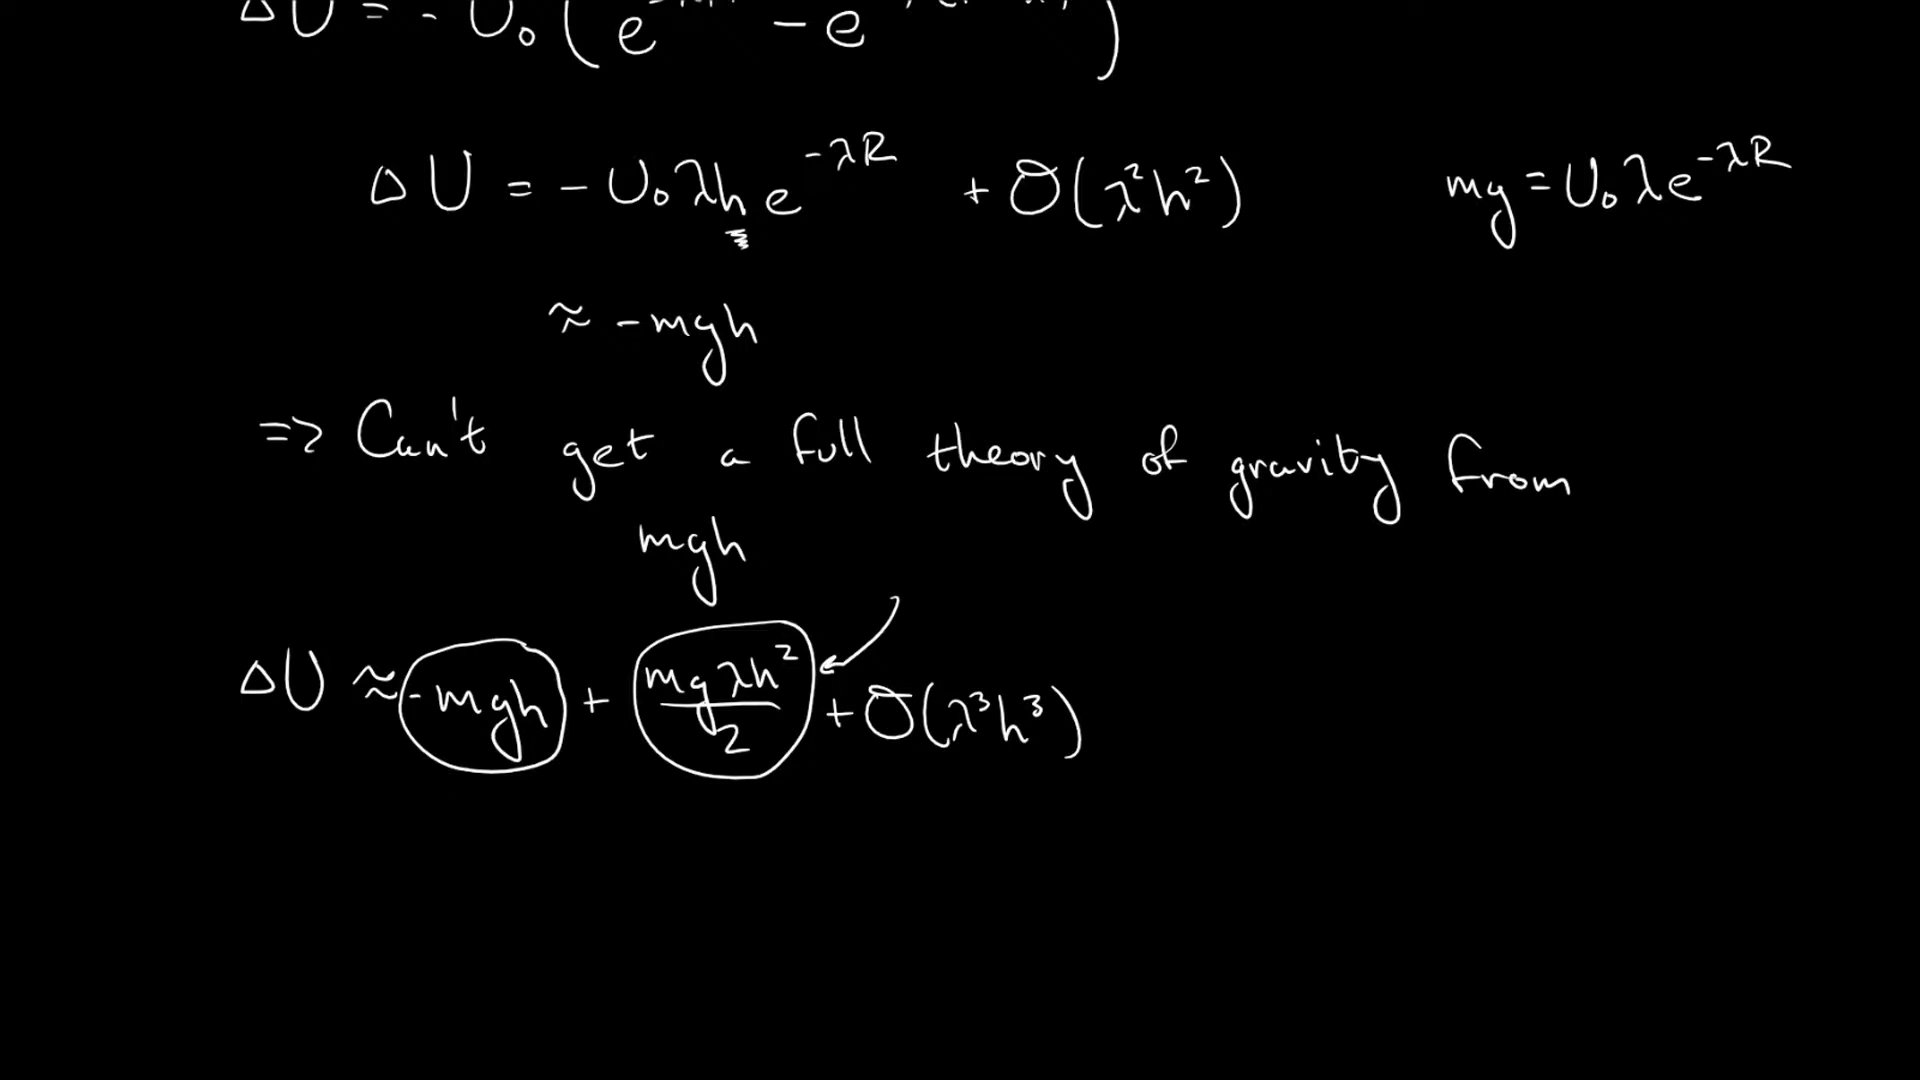 ΔU = - U₀(e - e )
ΔU = - U₀λh e^{-λR} + O(λ²h²) mg = U₀λe^{-λR}
≈ -mgh
=> Can't get a full theory of gravity from
mgh
ΔU ≈ -mgh + mgλh²/2 + O(λ³h³)